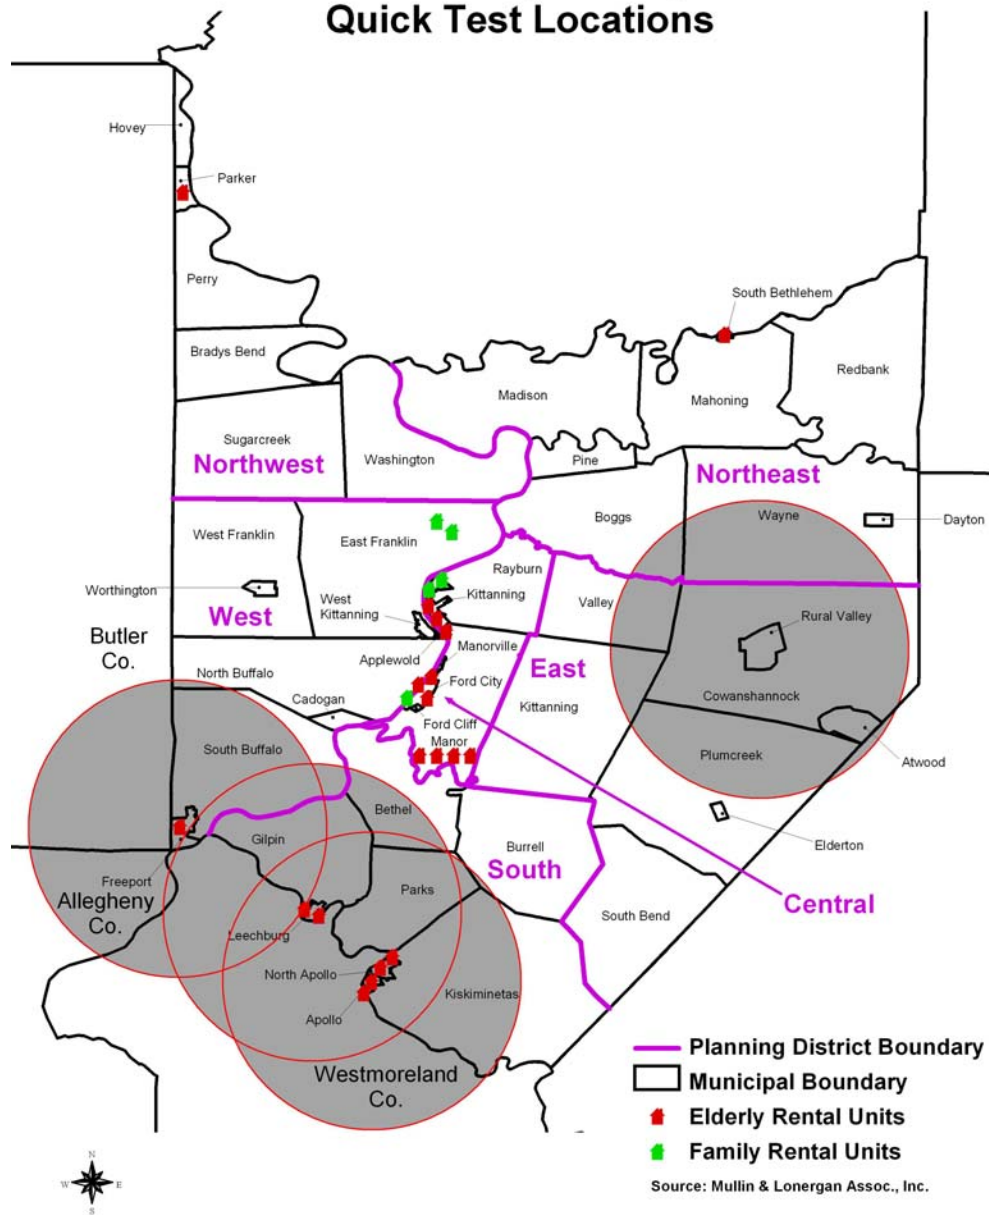 Quick Test Locations
Hovey
Parker
Perry
South Bethlehem
Bradys Bend
Redbank
Madison
Mahoning
Sugarcreek
Northwest
Washington
Pine
Northeast
Boggs
Wayne
Dayton
West Franklin
East Franklin
Rayburn
Kittanning
Valley
Worthington
West
Kittanning
West
Rural Valley
Butler
Co.
Applewold
Manorville
East
North Buffalo
Ford City
Cadogan
Kittanning
Cowanshannock
Ford Cliff
Manor
South Buffalo
Plumcreek
Atwood
Bethel
Gilpin
Burrell
Elderton
South
Freeport
Allegheny
Co.
Parks
Central
South Bend
Leechburg
North Apollo
Kiskiminetas
Apollo
Westmoreland
Co.
Planning District Boundary
Municipal Boundary
Elderly Rental Units
Family Rental Units
Source: Mullin & Lonergan Assoc., Inc.
N
W
E
S